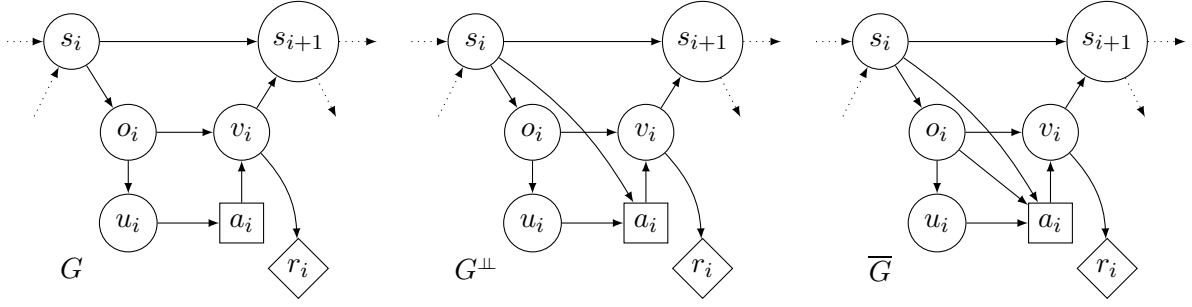 s_i s_{i+1} s_i s_{i+1} s_i s_{i+1}
o_i v_i o_i v_i o_i v_i
u_i a_i u_i a_i u_i a_i
G r_i G^⫫ r_i \overline{G} r_i